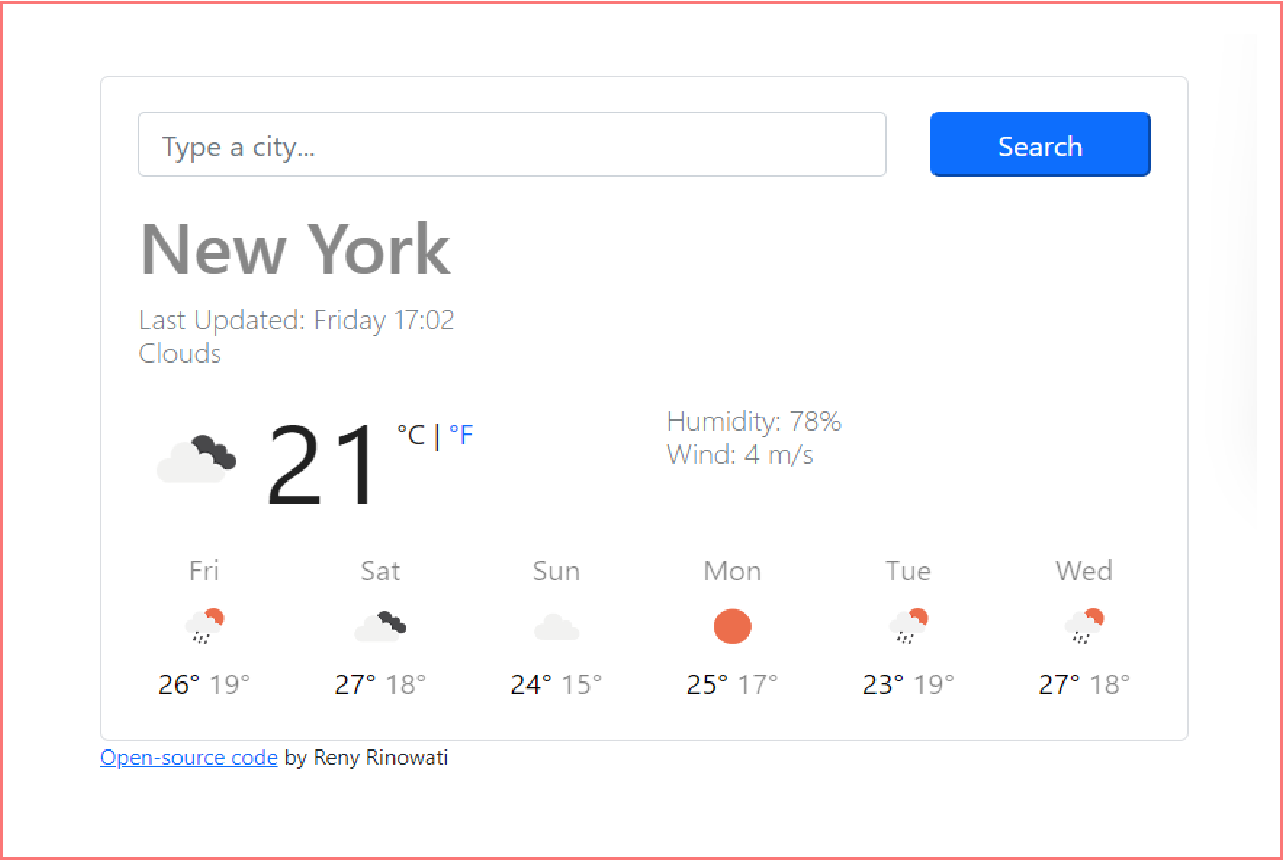 Type a city...
Search
New York
Last Updated: Friday 17:02
Clouds
21 °C | °F
Humidity: 78%
Wind: 4 m/s
Fri Sat Sun Mon Tue Wed
26° 19° 27° 18° 24° 15° 25° 17° 23° 19° 27° 18°
Open-source code by Reny Rinowati